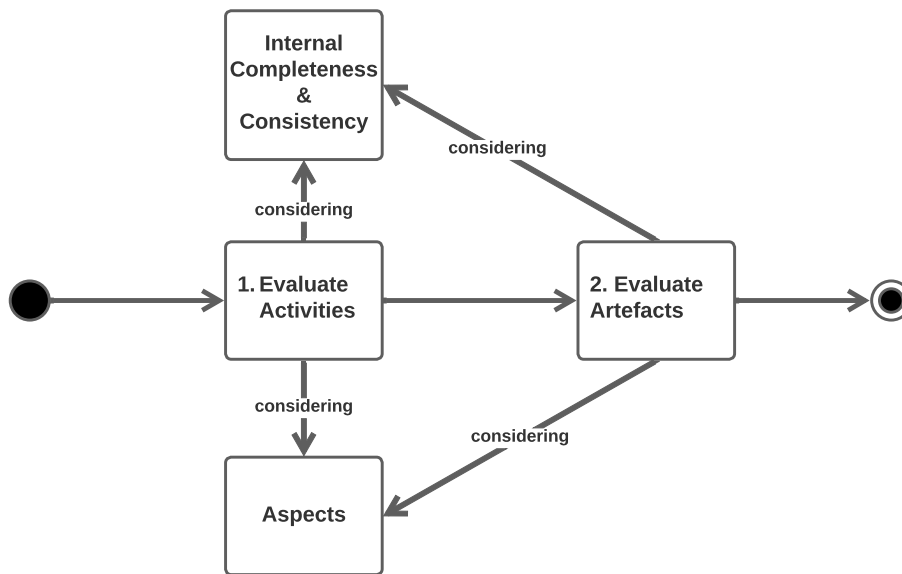 Internal
Completeness
&
Consistency
considering
considering
1. Evaluate
Activities
2. Evaluate
Artefacts
considering
considering
Aspects